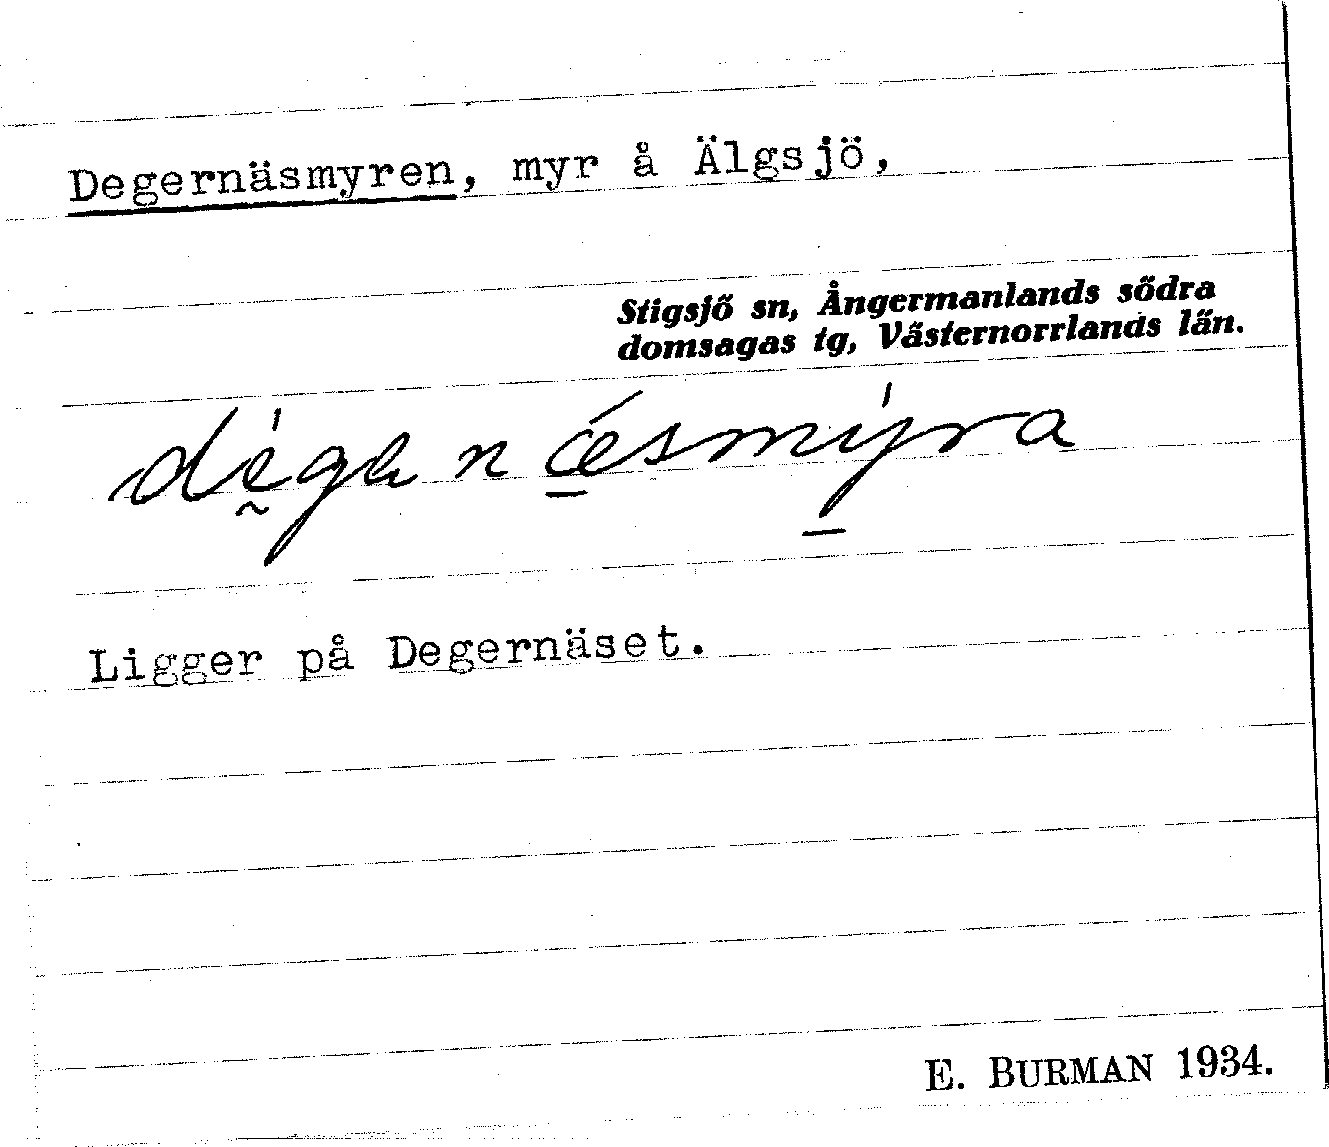 Degernäsmyren, myr å Älgsjö,
Stigsjö sn, Ångermanlands södra
domsagas tg, Västernorrlands län.
Ligger på Degernäset.
E. BURMAN 1934.